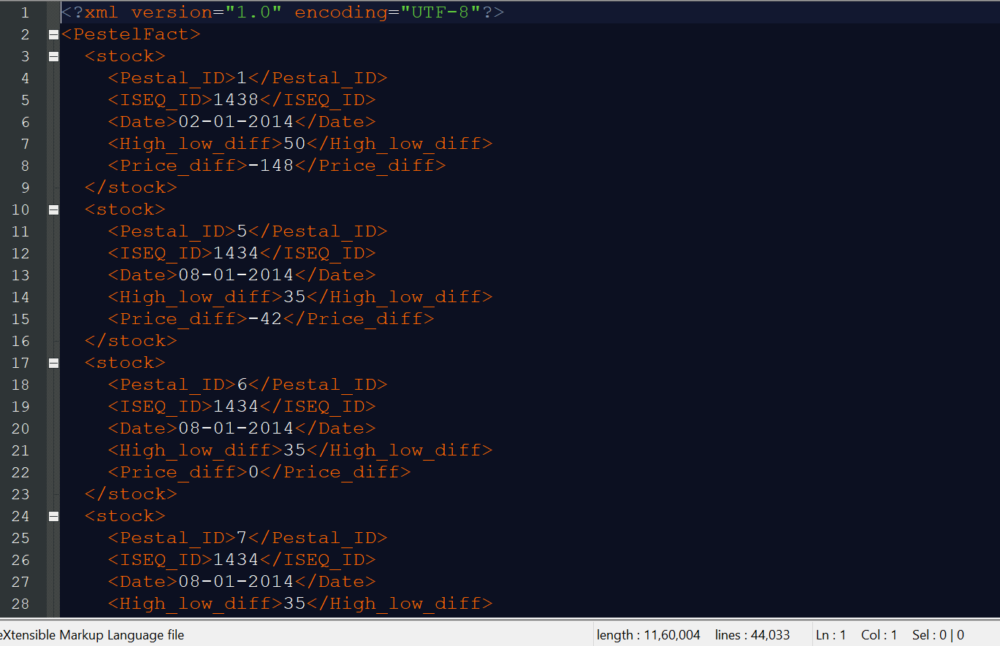 1 <?xml version="1.0" encoding="UTF-8"?>
2 <PestelFact>
3 <stock>
4 <Pestal_ID>1</Pestal_ID>
5 <ISEQ_ID>1438</ISEQ_ID>
6 <Date>02-01-2014</Date>
7 <High_low_diff>50</High_low_diff>
8 <Price_diff>-148</Price_diff>
9 </stock>
10 <stock>
11 <Pestal_ID>5</Pestal_ID>
12 <ISEQ_ID>1434</ISEQ_ID>
13 <Date>08-01-2014</Date>
14 <High_low_diff>35</High_low_diff>
15 <Price_diff>-42</Price_diff>
16 </stock>
17 <stock>
18 <Pestal_ID>6</Pestal_ID>
19 <ISEQ_ID>1434</ISEQ_ID>
20 <Date>08-01-2014</Date>
21 <High_low_diff>35</High_low_diff>
22 <Price_diff>0</Price_diff>
23 </stock>
24 <stock>
25 <Pestal_ID>7</Pestal_ID>
26 <ISEQ_ID>1434</ISEQ_ID>
27 <Date>08-01-2014</Date>
28 <High_low_diff>35</High_low_diff>
eXtensible Markup Language file length : 11,60,004 lines : 44,033 Ln : 1 Col : 1 Sel : 0 | 0